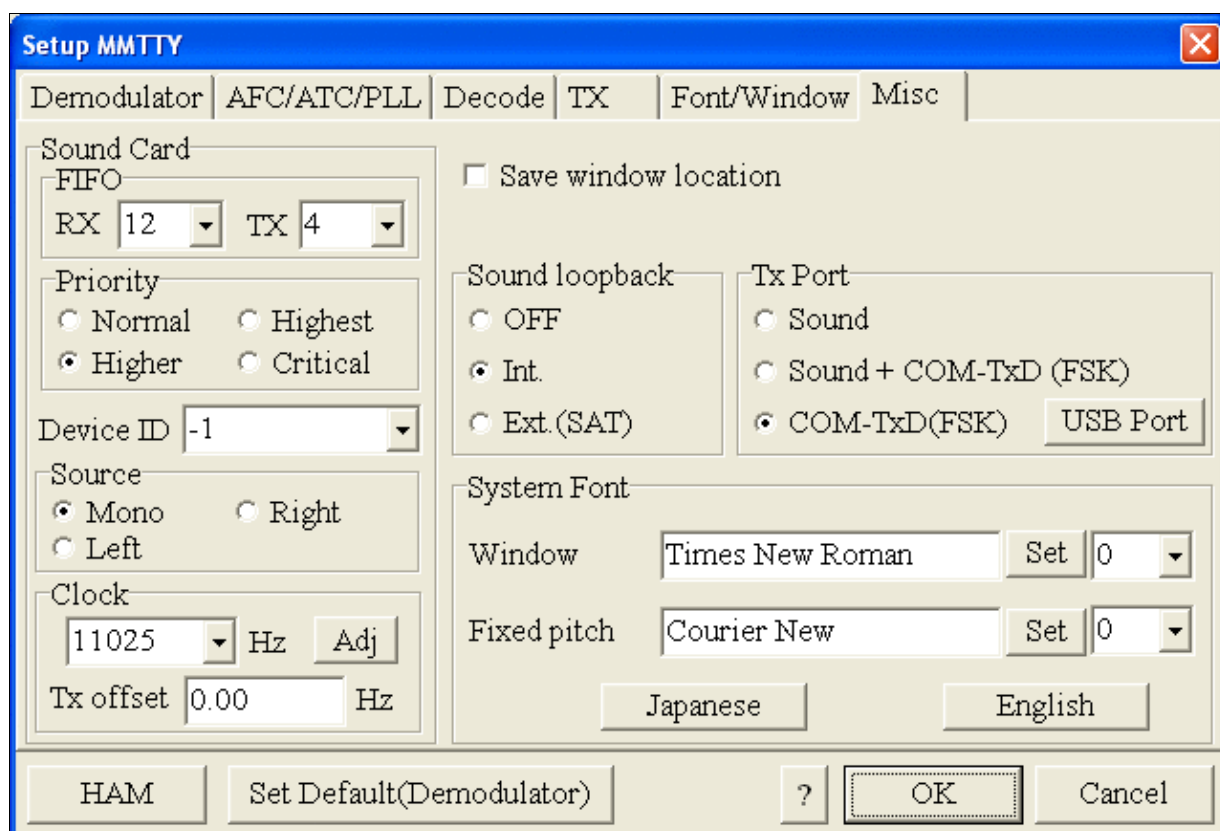 Setup MMTTY
Demodulator AFC/ATC/PLL Decode TX Font/Window Misc
Sound Card
FIFO
RX 12 TX 4
Priority
Normal Highest
Higher Critical
Device ID -1
Source
Mono Right
Left
Clock
11025 Hz Adj
Tx offset 0.00 Hz
Save window location
Sound loopback
OFF
Int.
Ext.(SAT)
Tx Port
Sound
Sound + COM-TxD (FSK)
COM-TxD(FSK) USB Port
System Font
Window Times New Roman Set 0
Fixed pitch Courier New Set 0
Japanese English
HAM Set Default(Demodulator) ? OK Cancel